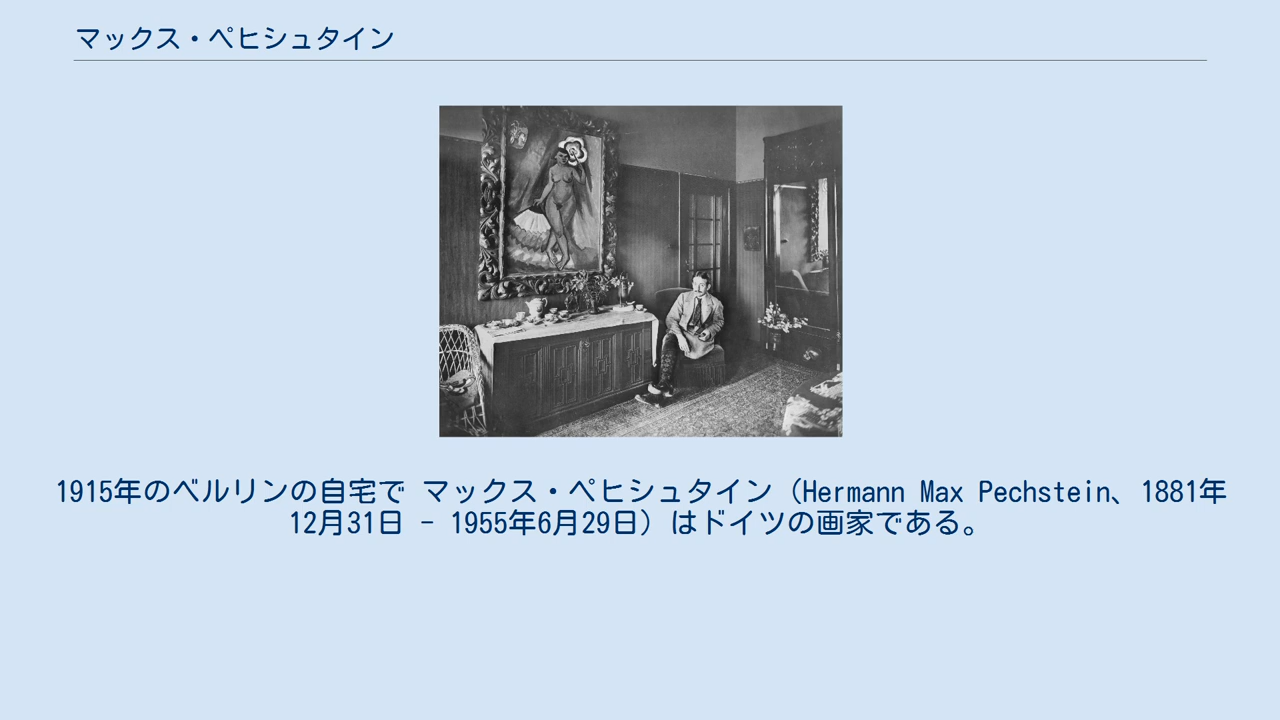 マックス・ペヒシュタイン
1915年のベルリンの自宅で マックス・ペヒシュタイン（Hermann Max Pechstein、1881年
12月31日 - 1955年6月29日）はドイツの画家である。